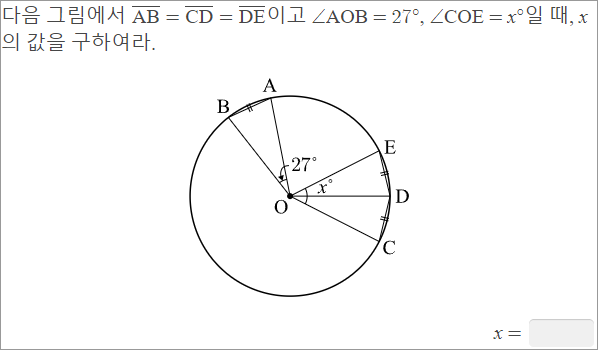 다음 그림에서 AB = CD = DE이고 ∠AOB = 27°, ∠COE = x°일 때, x
의 값을 구하여라.
A
B
E
27°
x°
O
D
C
x =